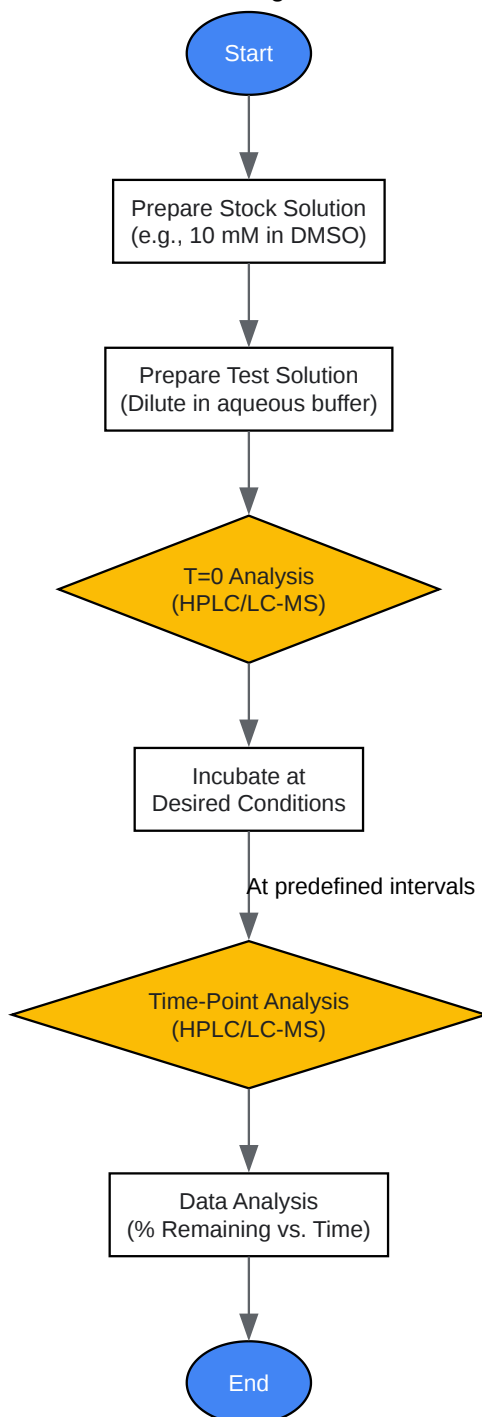 Start
Prepare Stock Solution
(e.g., 10 mM in DMSO)
Prepare Test Solution
(Dilute in aqueous buffer)
T=0 Analysis
(HPLC/LC-MS)
Incubate at
Desired Conditions
At predefined intervals
Time-Point Analysis
(HPLC/LC-MS)
Data Analysis
(% Remaining vs. Time)
End